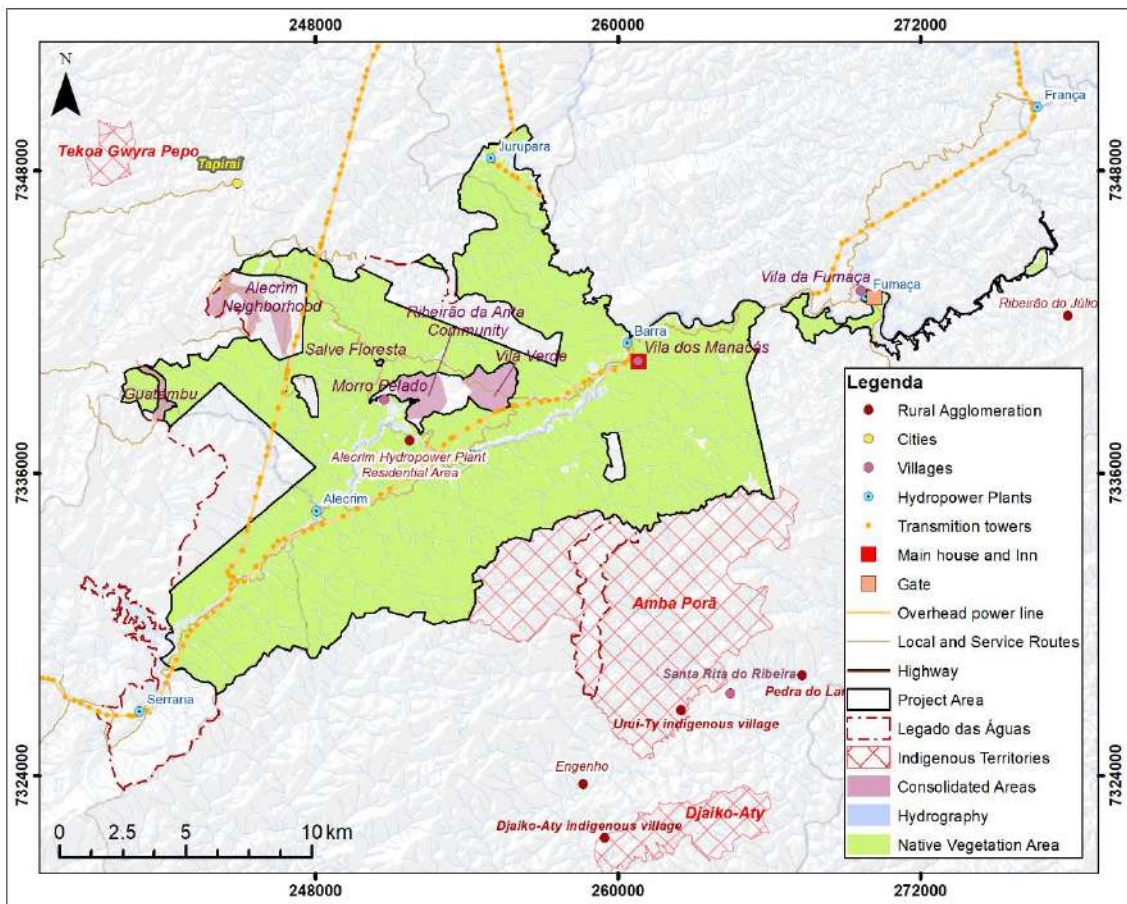 248000
260000
272000
N
França
Tekoa Gwyra Pepo
Tapiraí
Jurupara
7348000
7348000
Alecrim
Neighborhood
Ribeirão da Anta
Community
Vila da Fumaça
Fumaça
Ribeirão do Júlio
Salve Floresta
Barra
Vila Verde
Vila dos Manacás
Guatambu
Morro Pelado
Alecrim Hydropower Plant
Residential Area
7336000
7336000
Alecrim
Amba Porã
Santa Rita do Ribeira
Pedra do Lar
Serraria
Urui-Ty indigenous village
Engenho
7324000
7324000
Djaiko-Aty
Djaiko-Aty indigenous village
0 2.5 5 10 km
Legenda
Rural Agglomeration
Cities
Villages
Hydropower Plants
Transmition towers
Main house and Inn
Gate
Overhead power line
Local and Service Routes
Highway
Project Area
Legado das Águas
Indigenous Territories
Consolidated Areas
Hydrography
Native Vegetation Area
248000
260000
272000